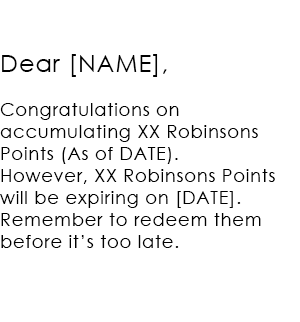 Dear [NAME],
Congratulations on
accumulating XX Robinsons
Points (As of DATE).
However, XX Robinsons Points
will be expiring on [DATE].
Remember to redeem them
before it’s too late.